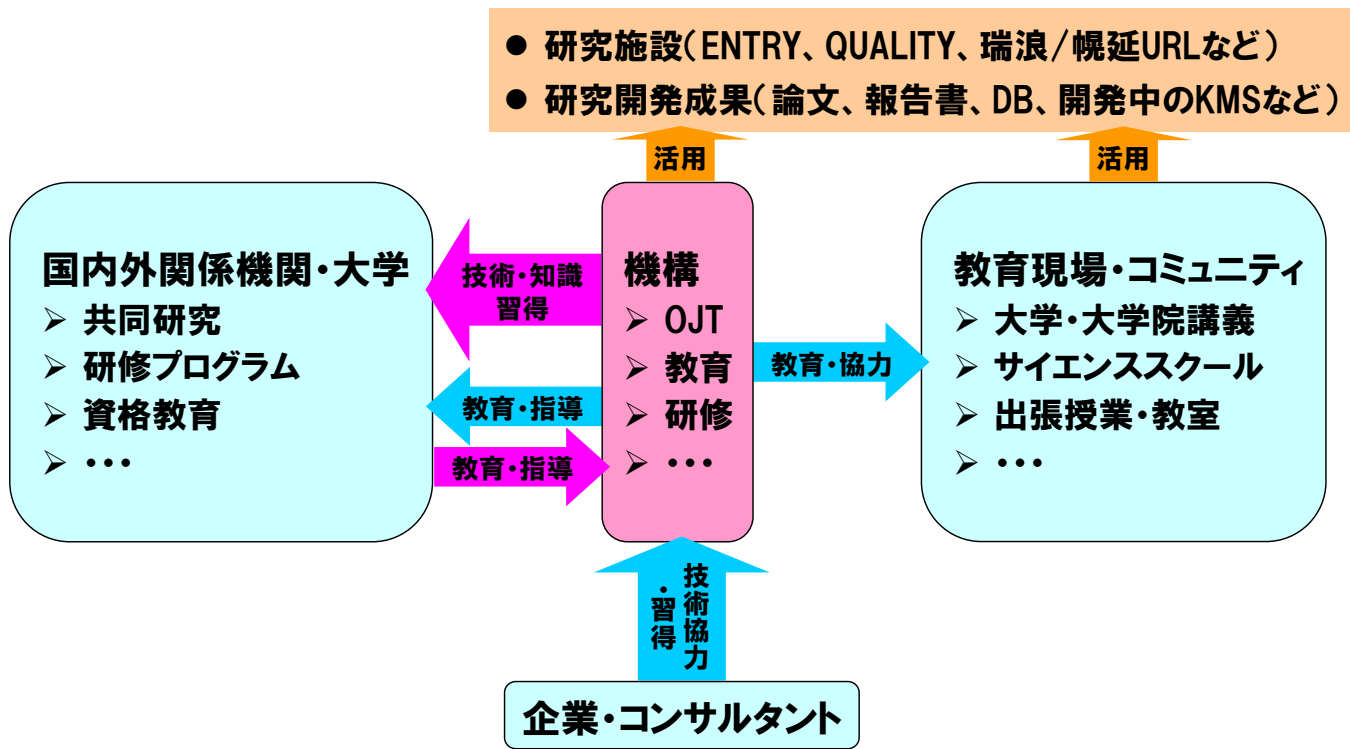 ● 研究施設(ENTRY、QUALITY、瑞浪/幌延URLなど)
● 研究開発成果(論文、報告書、DB、開発中のKMSなど)
活用
活用
国内外関係機関・大学
➢ 共同研究
➢ 研修プログラム
➢ 資格教育
➢ ・・・
技術・知識
習得
教育・指導
教育・指導
機構
➢ OJT
➢ 教育
➢ 研修
➢ ・・・
教育・協力
教育現場・コミュニティ
➢ 大学・大学院講義
➢ サイエンススクール
➢ 出張授業・教室
➢ ・・・
技術協力
・習得
企業・コンサルタント